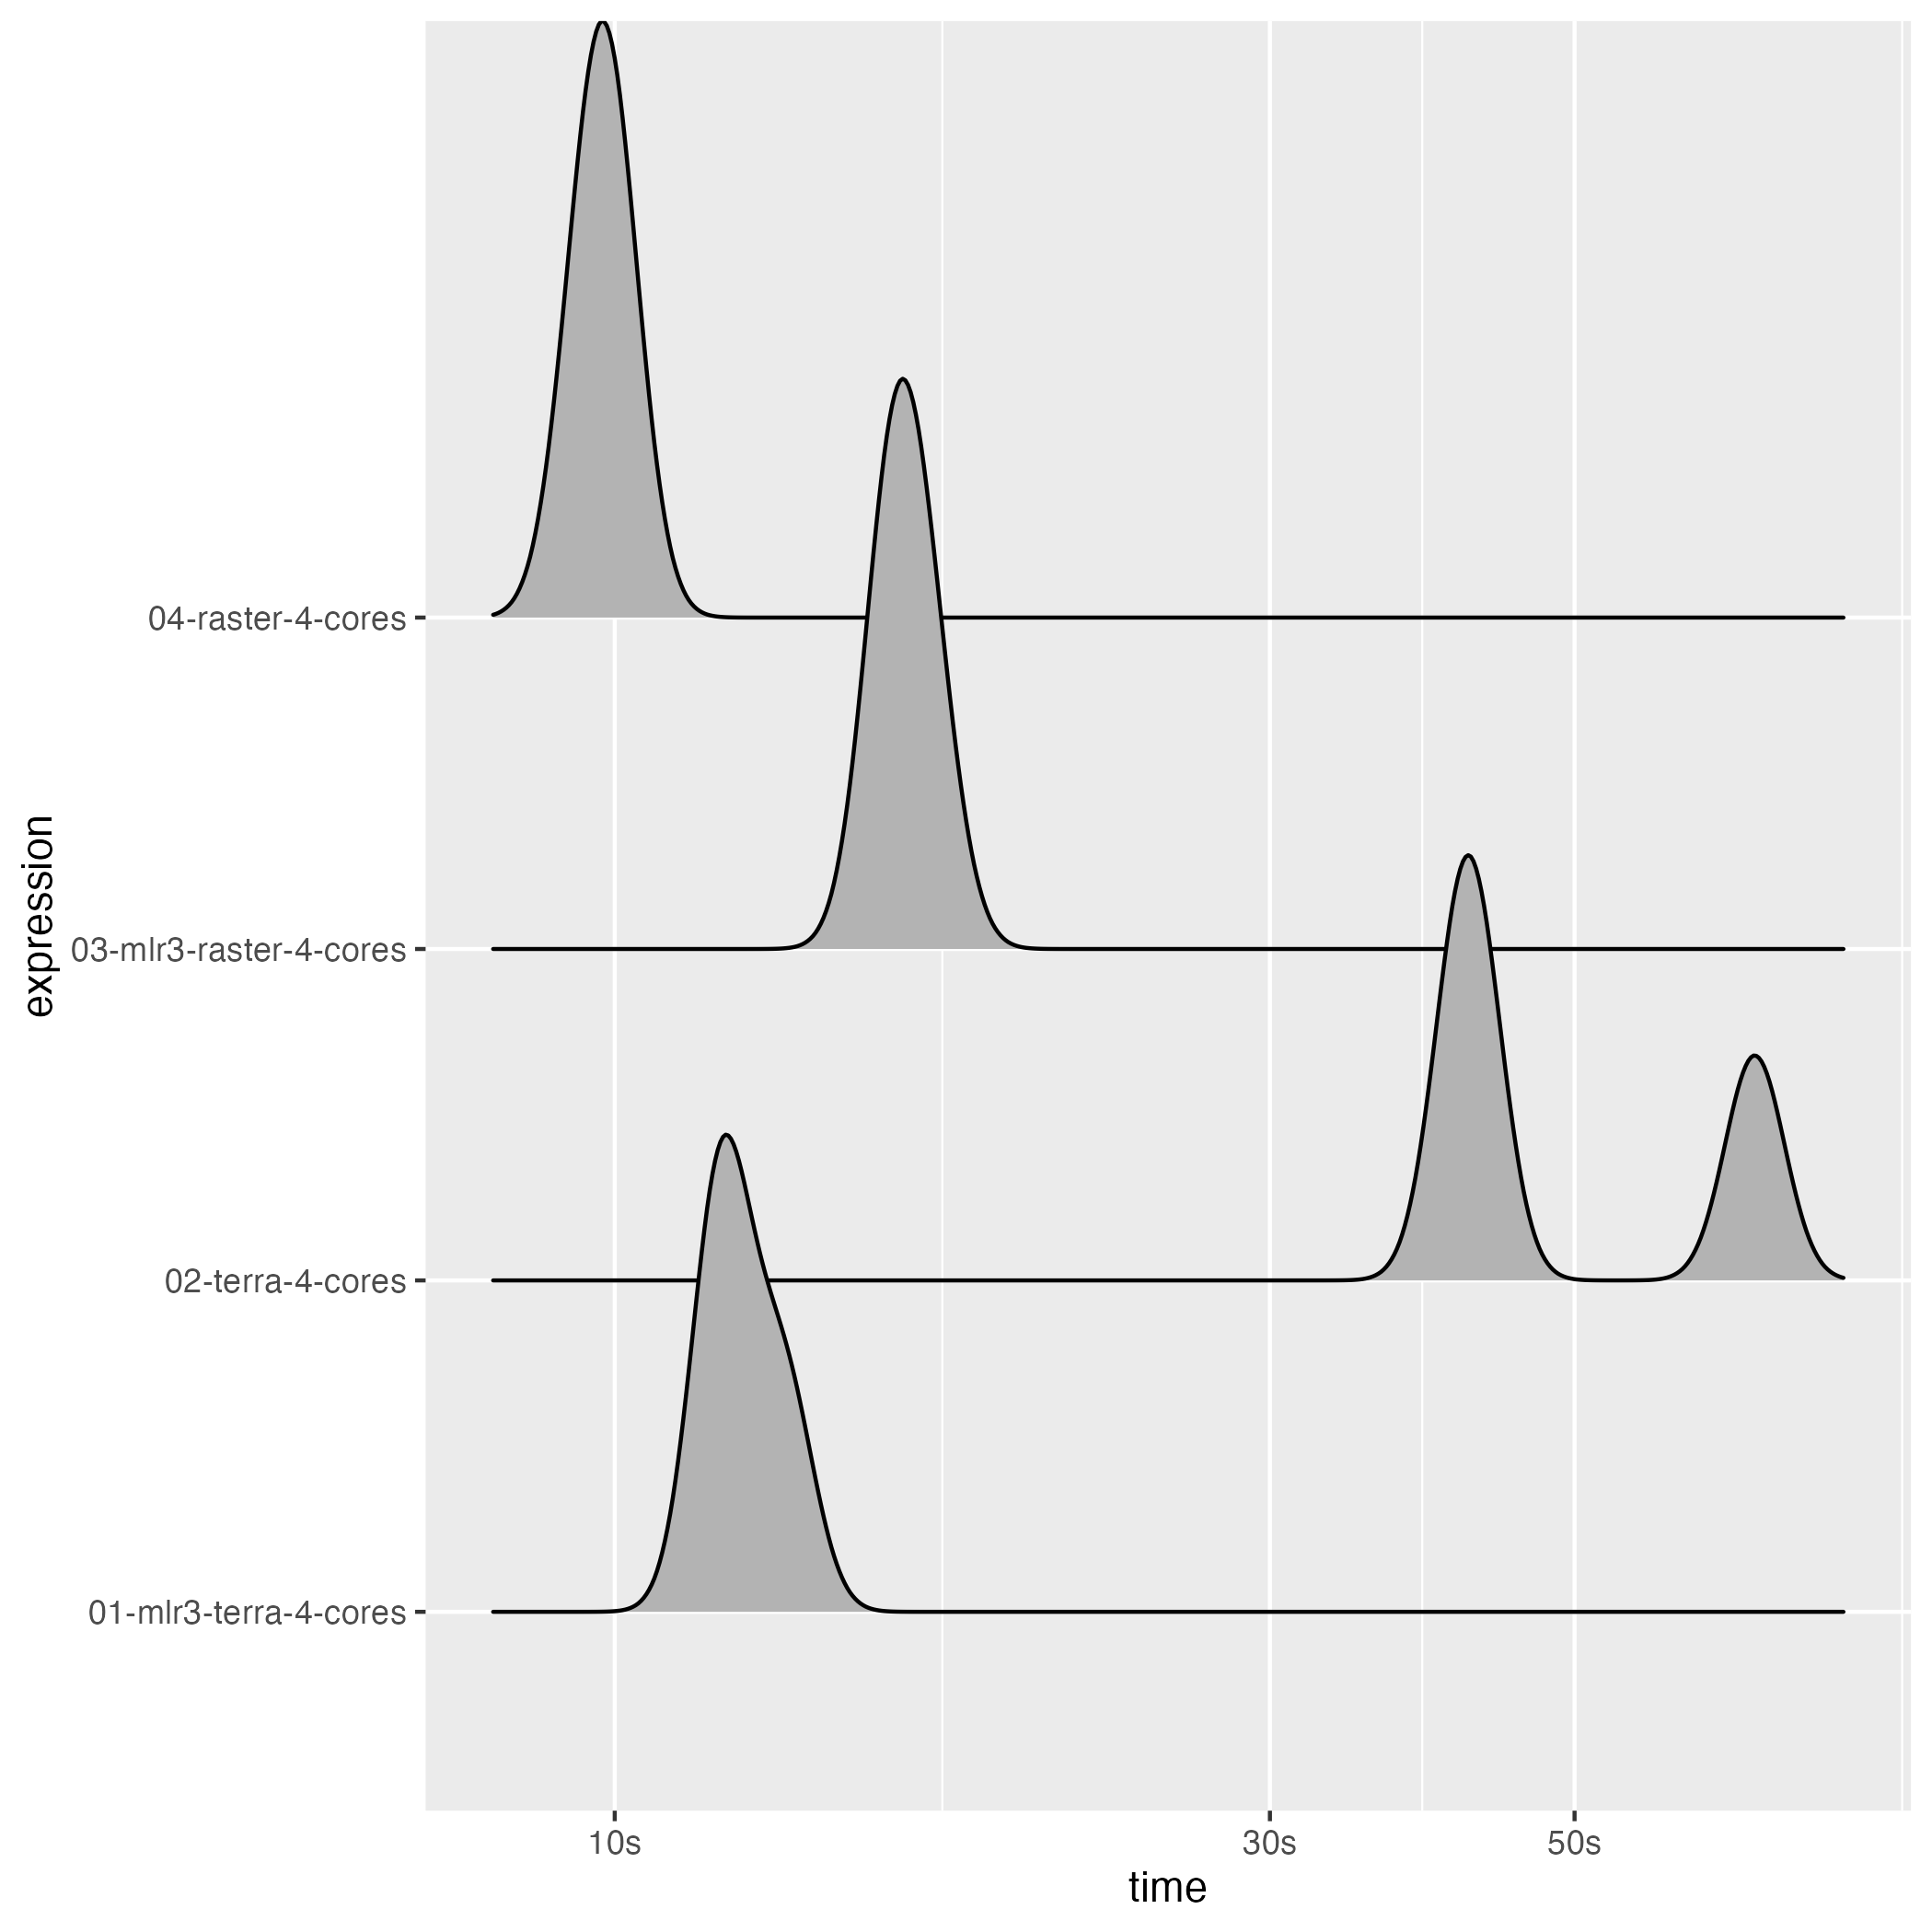 04-raster-4-cores
03-mlr3-raster-4-cores
02-terra-4-cores
01-mlr3-terra-4-cores
expression
10s
30s
50s
time